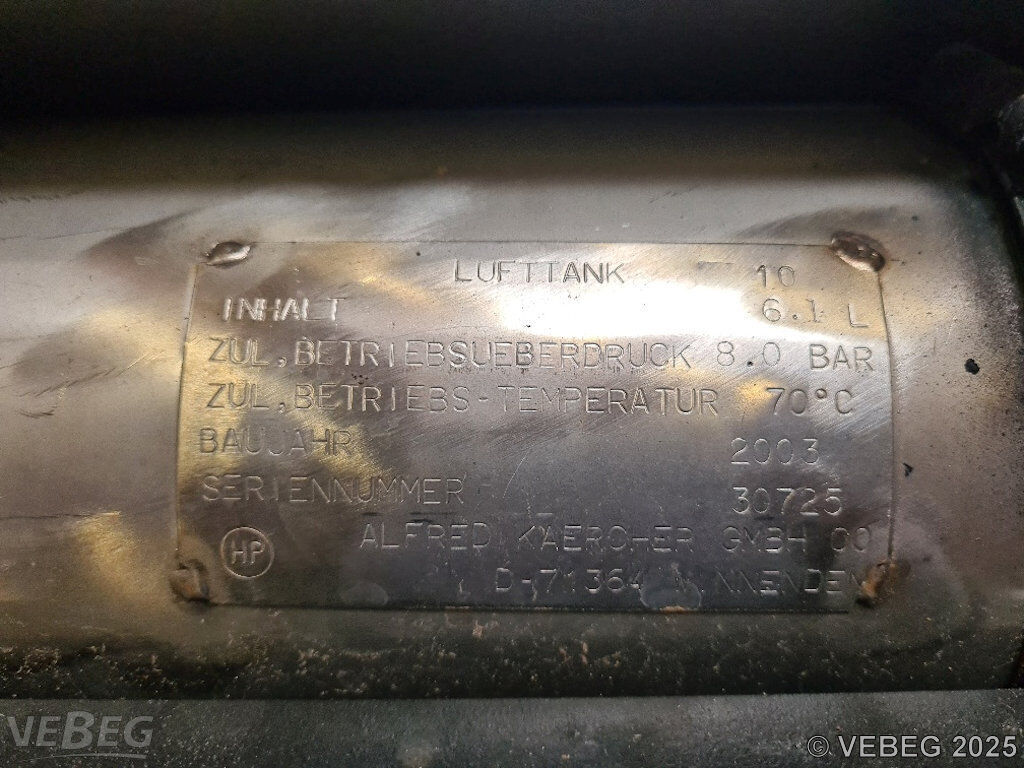 LUFTTANK 10
INHALT 6.1 L
ZUL.BETRIEBSUEBERDRUCK 8.0 BAR
ZUL.BETRIEBS-TEMPERATUR 70°C
BAUJAHR 2003
SERIENNUMMER 30725
HP ALFRED KAERCHER GMBH CO
D-71364 WINNENDEN
VEBEG
© VEBEG 2025